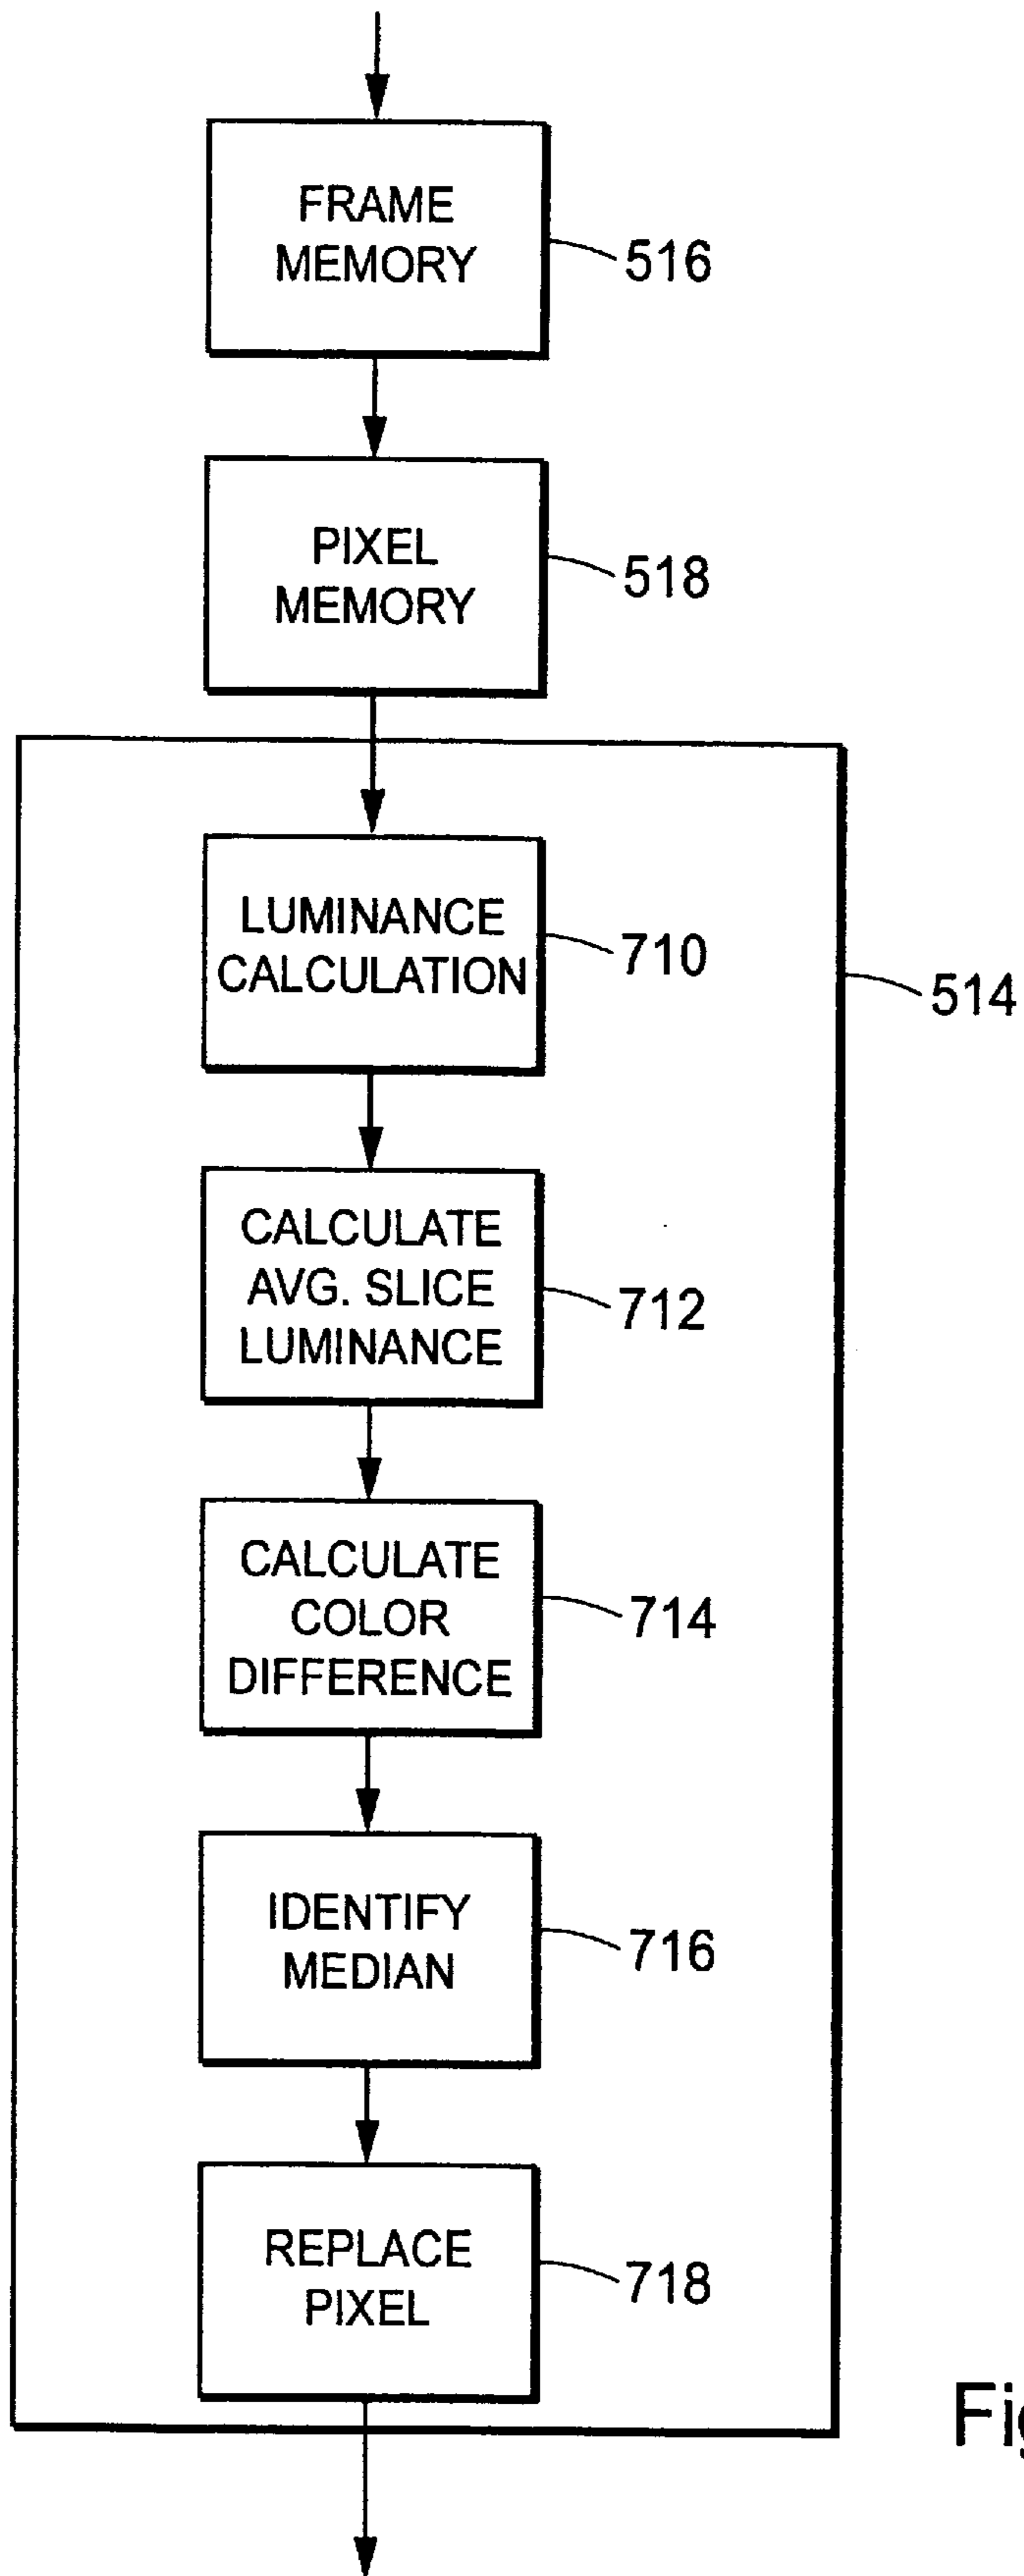 FRAME
MEMORY
516
PIXEL
MEMORY
518
LUMINANCE
CALCULATION
710
514
CALCULATE
AVG. SLICE
LUMINANCE
712
CALCULATE
COLOR
DIFFERENCE
714
IDENTIFY
MEDIAN
716
REPLACE
PIXEL
718